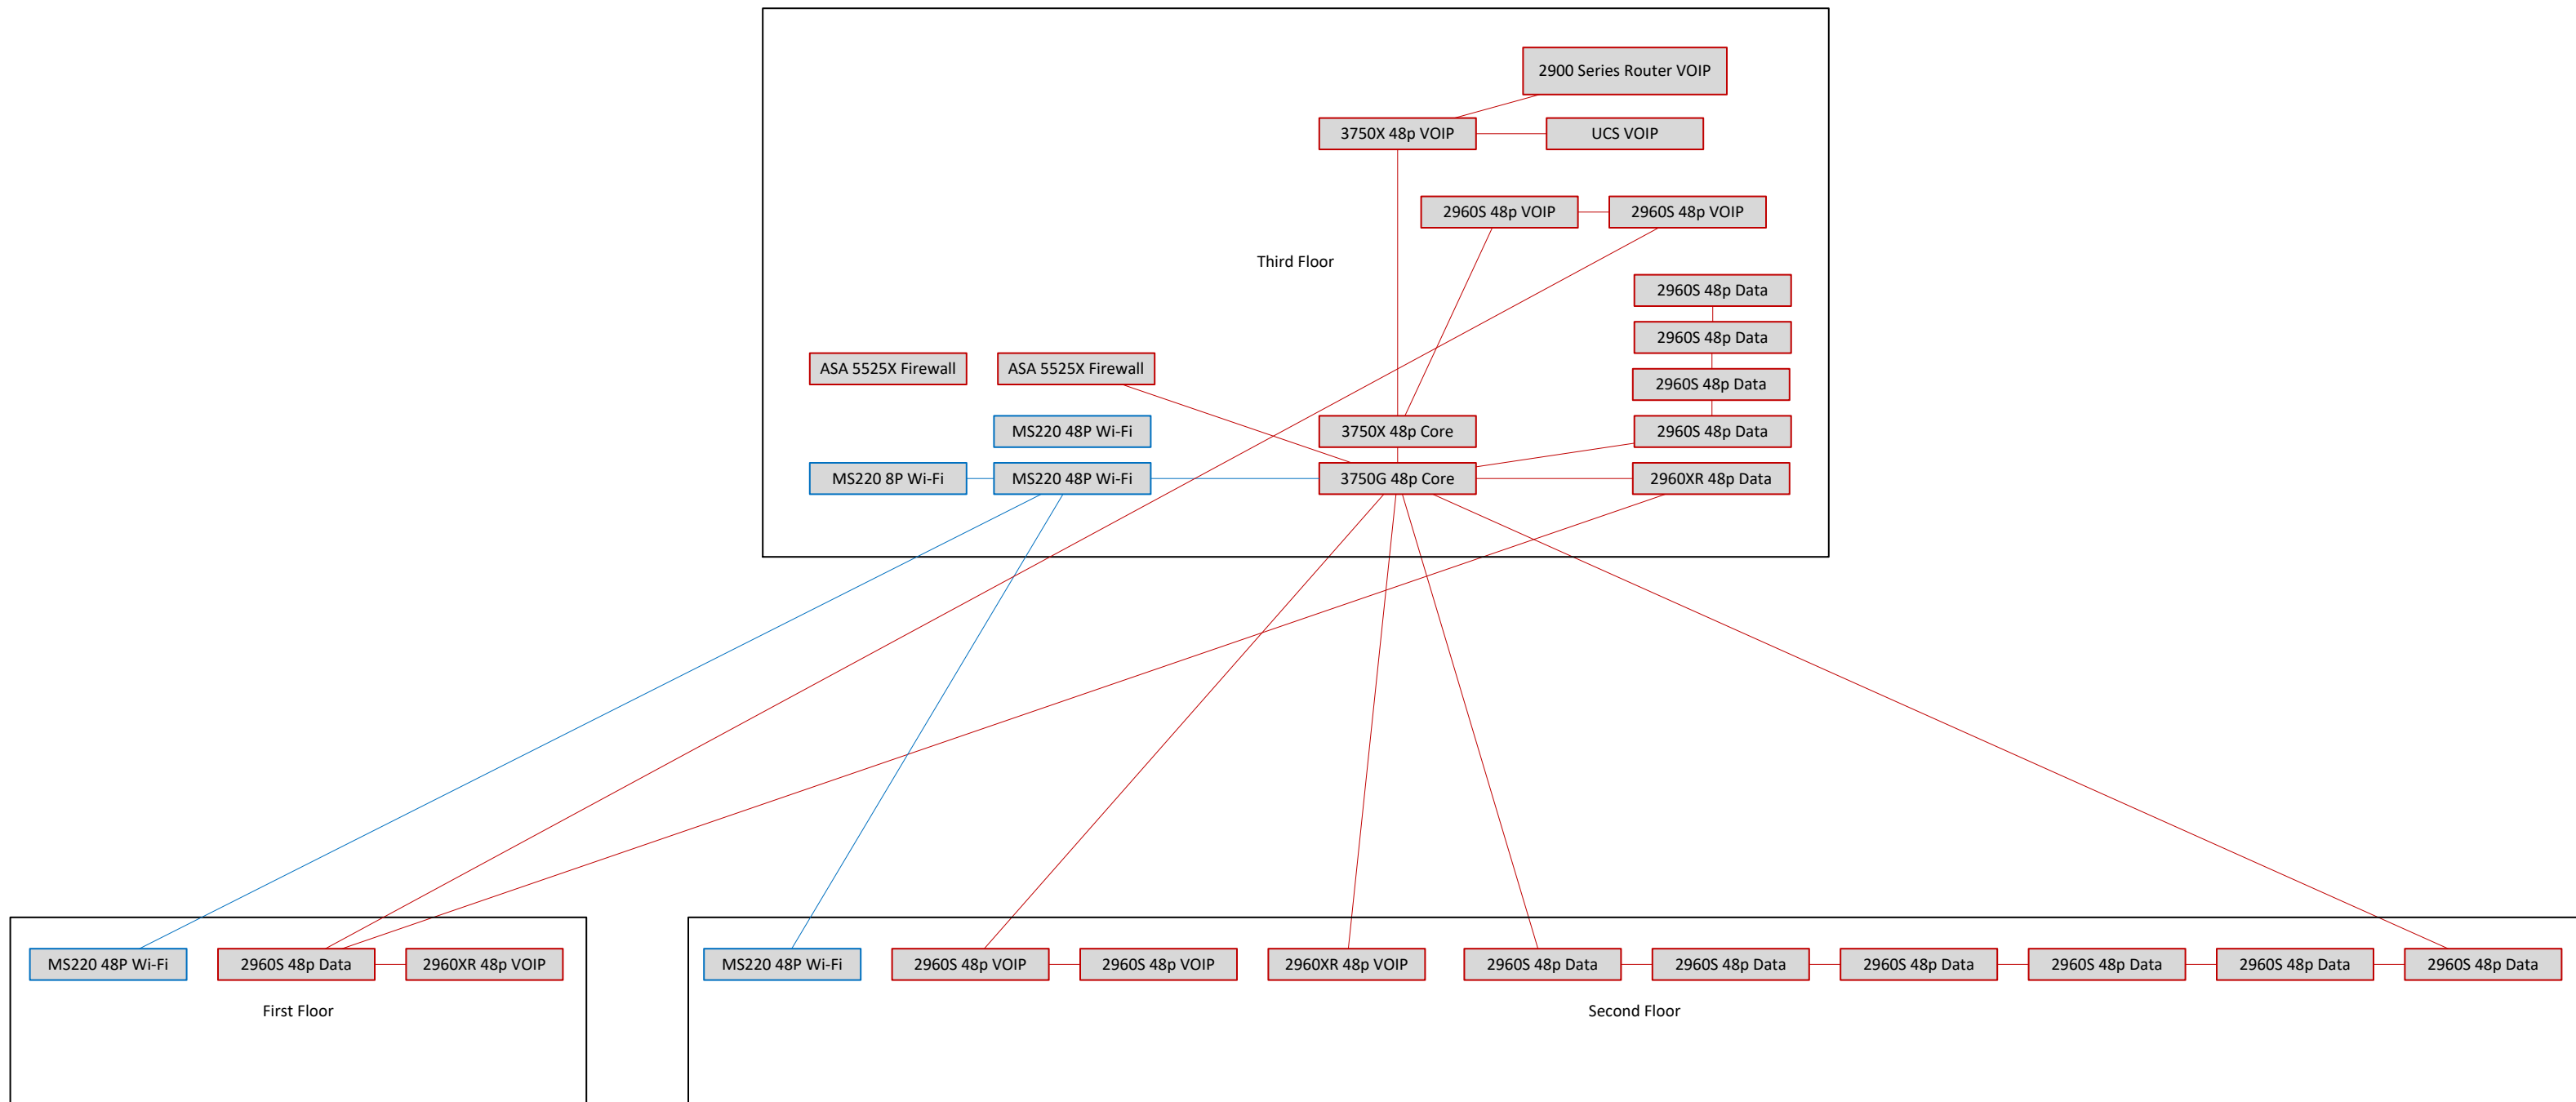 2900 Series Router VOIP
3750X 48p VOIP
UCS VOIP
2960S 48p VOIP
2960S 48p VOIP
Third Floor
2960S 48p Data
2960S 48p Data
ASA 5525X Firewall
ASA 5525X Firewall
2960S 48p Data
MS220 48P Wi-Fi
3750X 48p Core
2960S 48p Data
MS220 8P Wi-Fi
MS220 48P Wi-Fi
3750G 48p Core
2960XR 48p Data
MS220 48P Wi-Fi
2960S 48p Data
2960XR 48p VOIP
First Floor
MS220 48P Wi-Fi
2960S 48p VOIP
2960S 48p VOIP
2960XR 48p VOIP
2960S 48p Data
2960S 48p Data
2960S 48p Data
2960S 48p Data
2960S 48p Data
2960S 48p Data
Second Floor